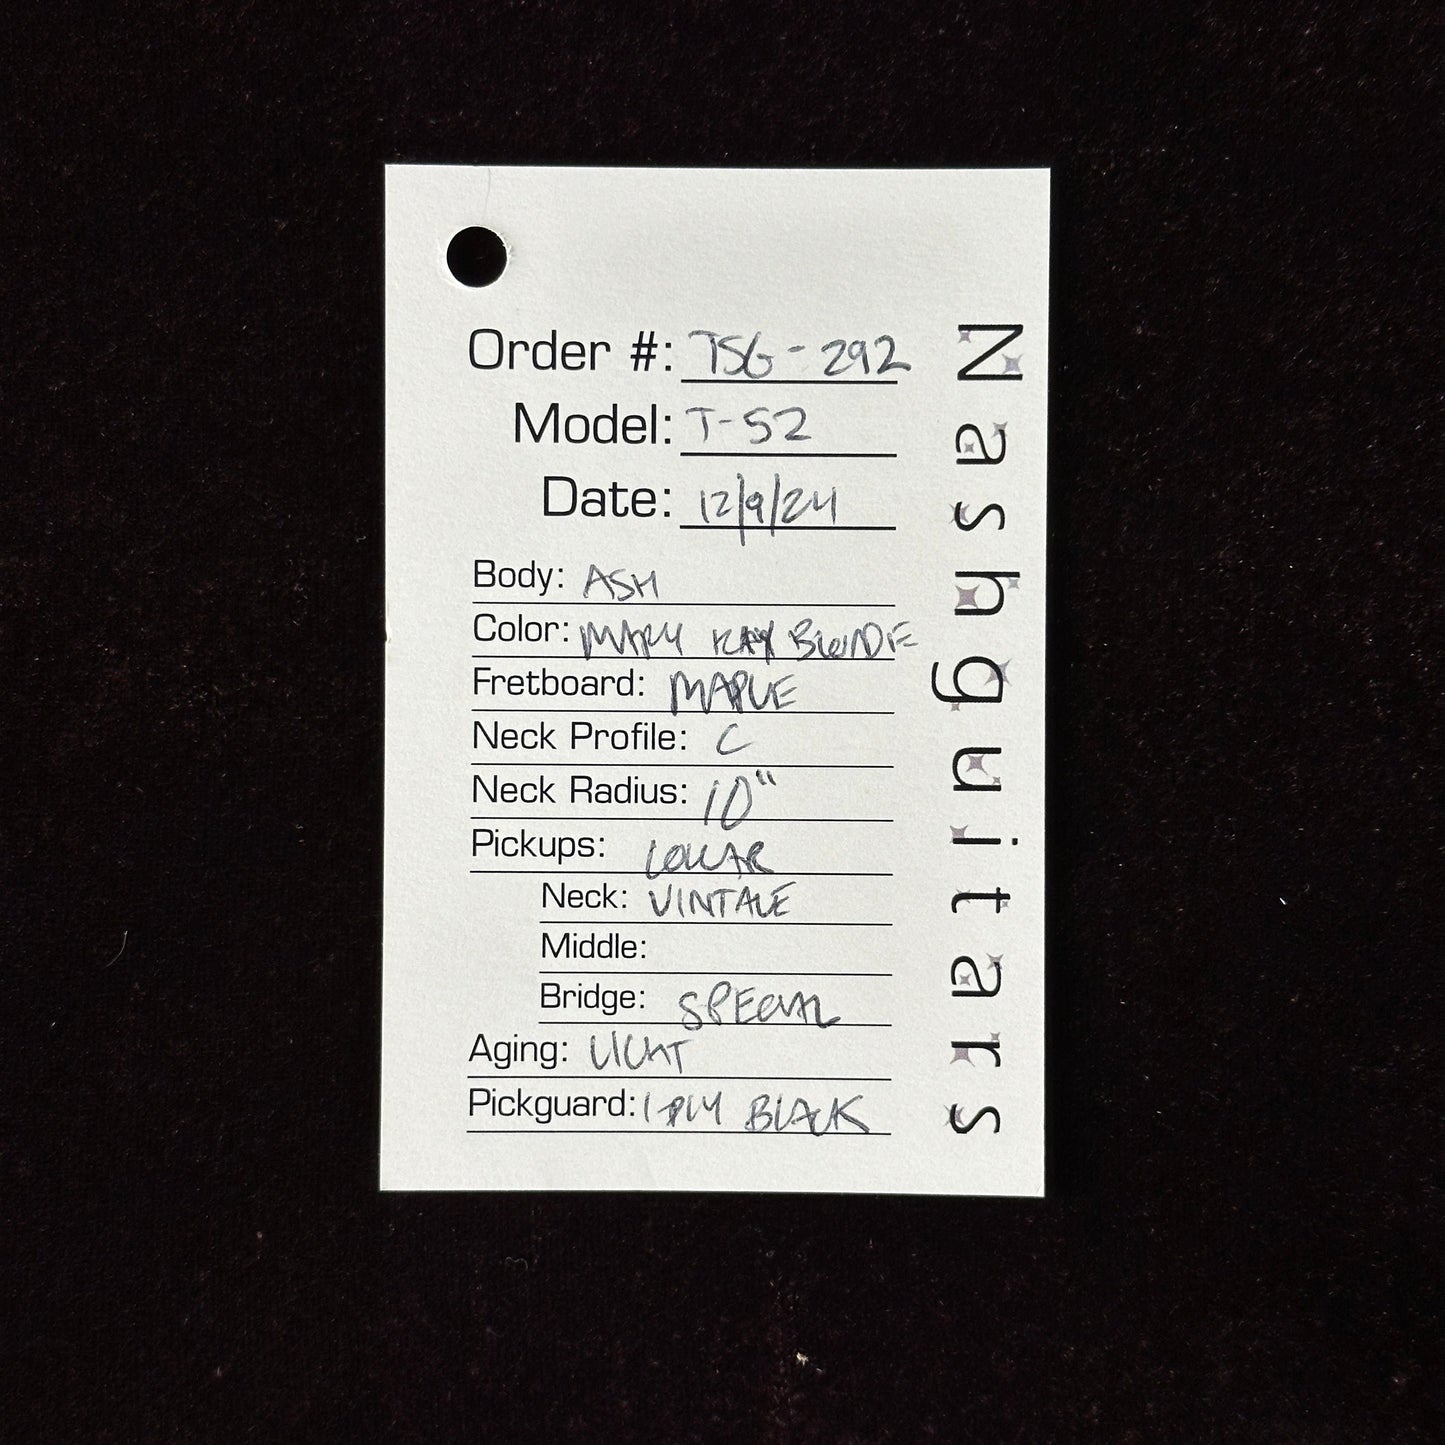 Order #: TSG-292
Model: T-52
Date: 12/9/24
Body: ASH
Color: MARY KAY BLONDE
Fretboard: MAPLE
Neck Profile: C
Neck Radius: 10"
Pickups: LOLLAR
Neck: VINTAGE
Middle:
Bridge: SPECIAL
Aging: LIGHT
Pickguard: 1-PLY BLACK
Nashguitars